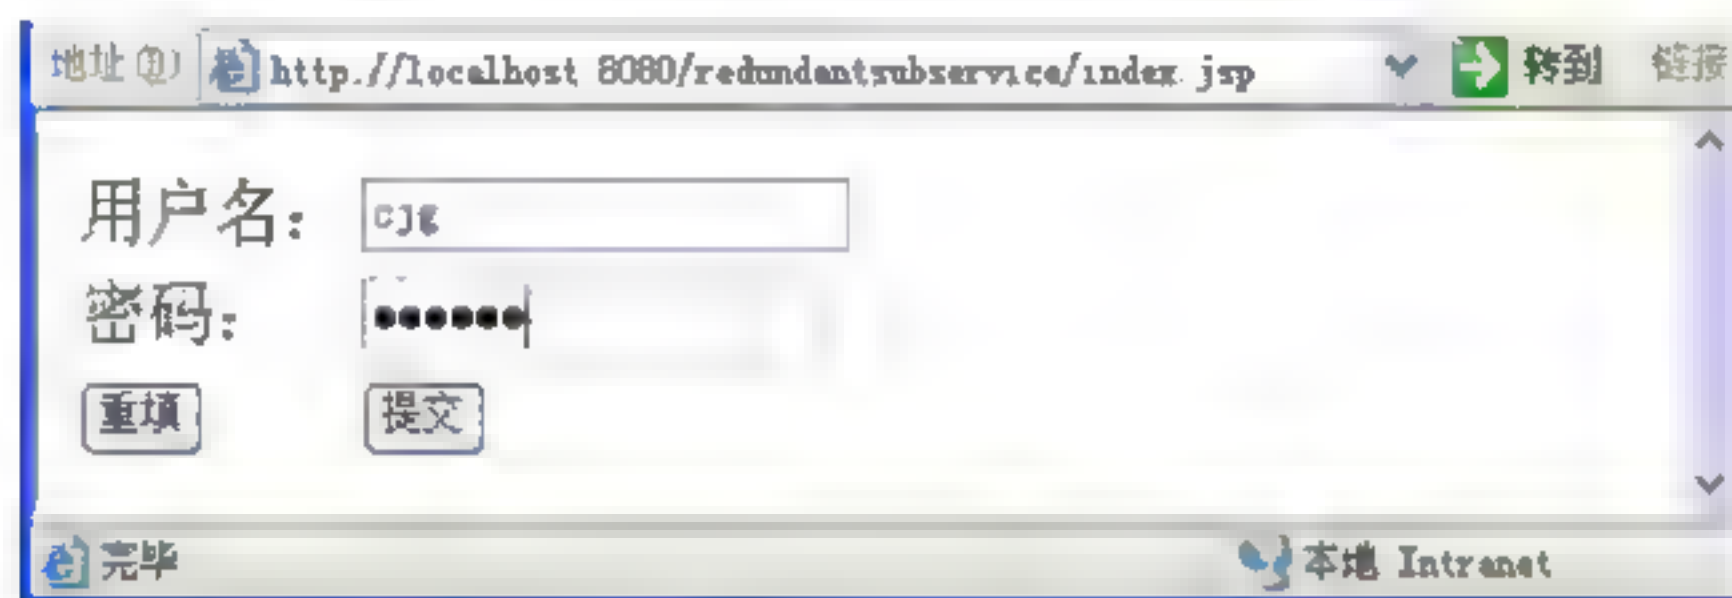 地址(D) http://localhost:8080/redundantsubservice/index.jsp 转到 链接
用户名: cjg
密码: ●●●●●●
重填 提交
完毕 本地 Intranet